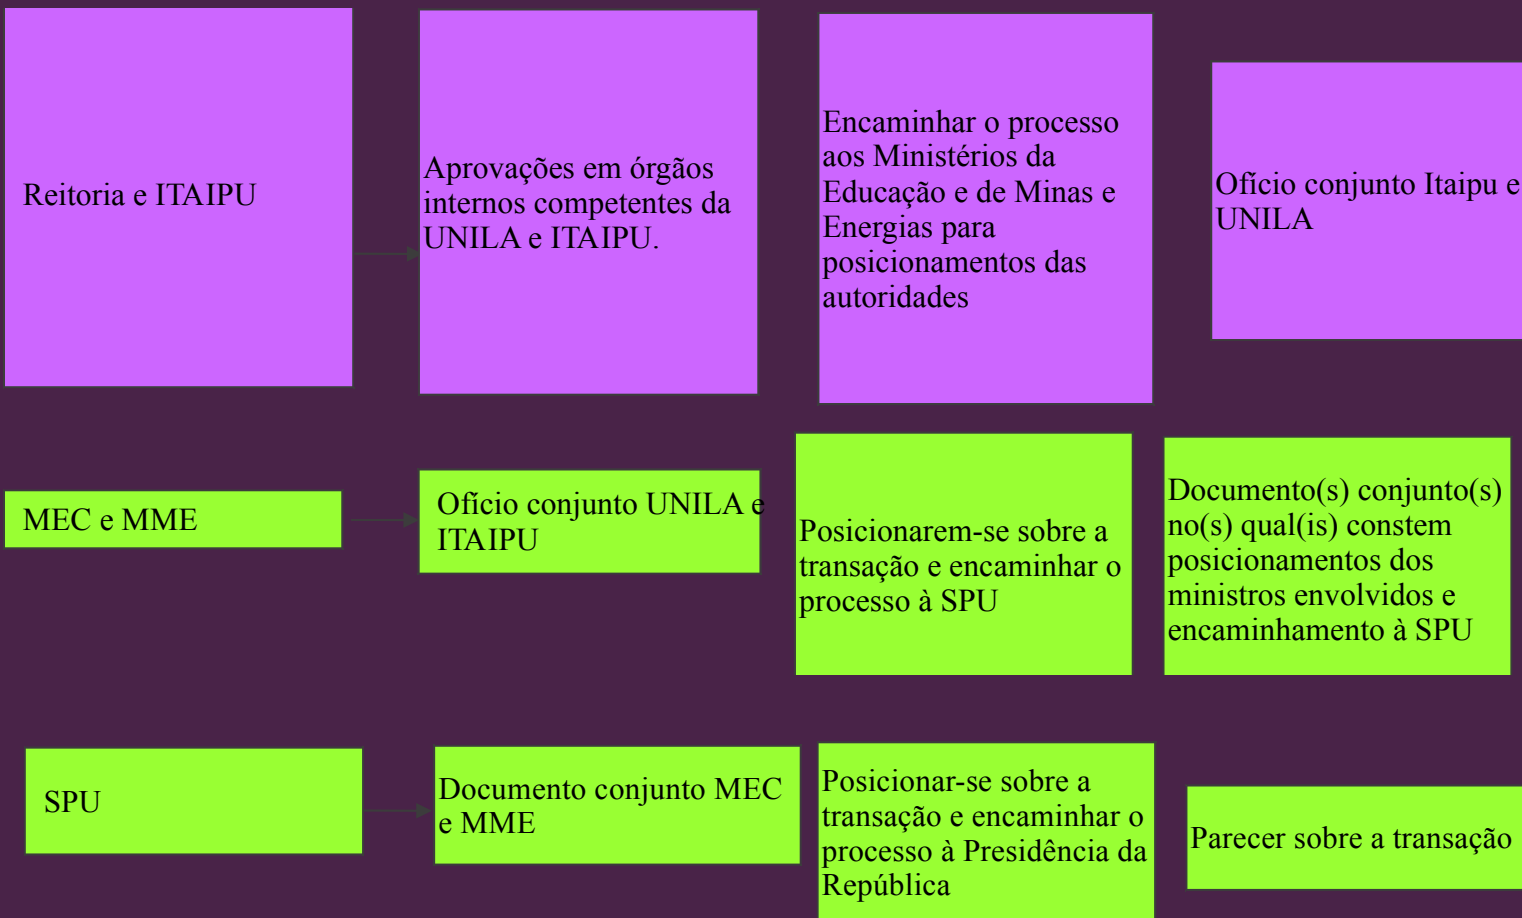 Reitoria e ITAIPU
Aprovações em órgãos
internos competentes da
UNILA e ITAIPU.
Encaminhar o processo
aos Ministérios da
Educação e de Minas e
Energias para
posicionamentos das
autoridades
Ofício conjunto Itaipu e
UNILA
MEC e MME
Ofício conjunto UNILA e
ITAIPU
Posicionarem-se sobre a
transação e encaminhar o
processo à SPU
Documento(s) conjunto(s)
no(s) qual(is) constem
posicionamentos dos
ministros envolvidos e
encaminhamento à SPU
SPU
Documento conjunto MEC
e MME
Posicionar-se sobre a
transação e encaminhar o
processo à Presidência da
República
Parecer sobre a transação